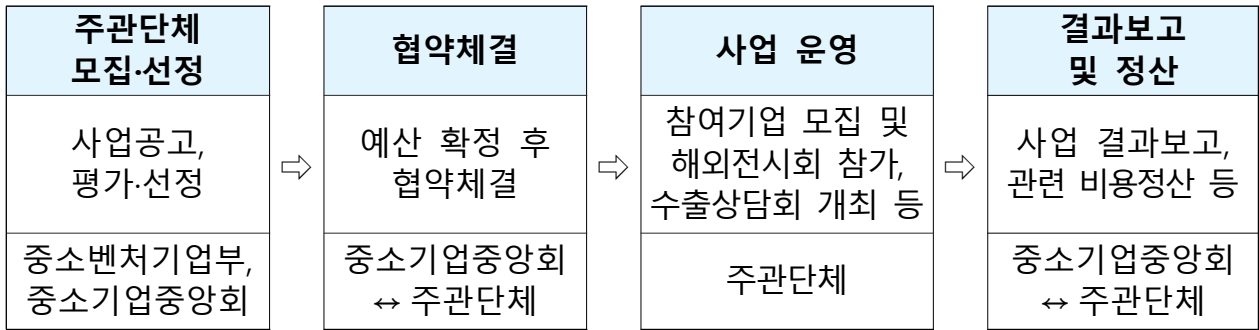 주관단체
모집·선정
사업공고,
평가·선정
중소벤처기업부,
중소기업중앙회
⇨
협약체결
예산 확정 후
협약체결
중소기업중앙회
↔ 주관단체
⇨
사업 운영
참여기업 모집 및
해외전시회 참가,
수출상담회 개최 등
주관단체
⇨
결과보고
및 정산
사업 결과보고,
관련 비용정산 등
중소기업중앙회
↔ 주관단체